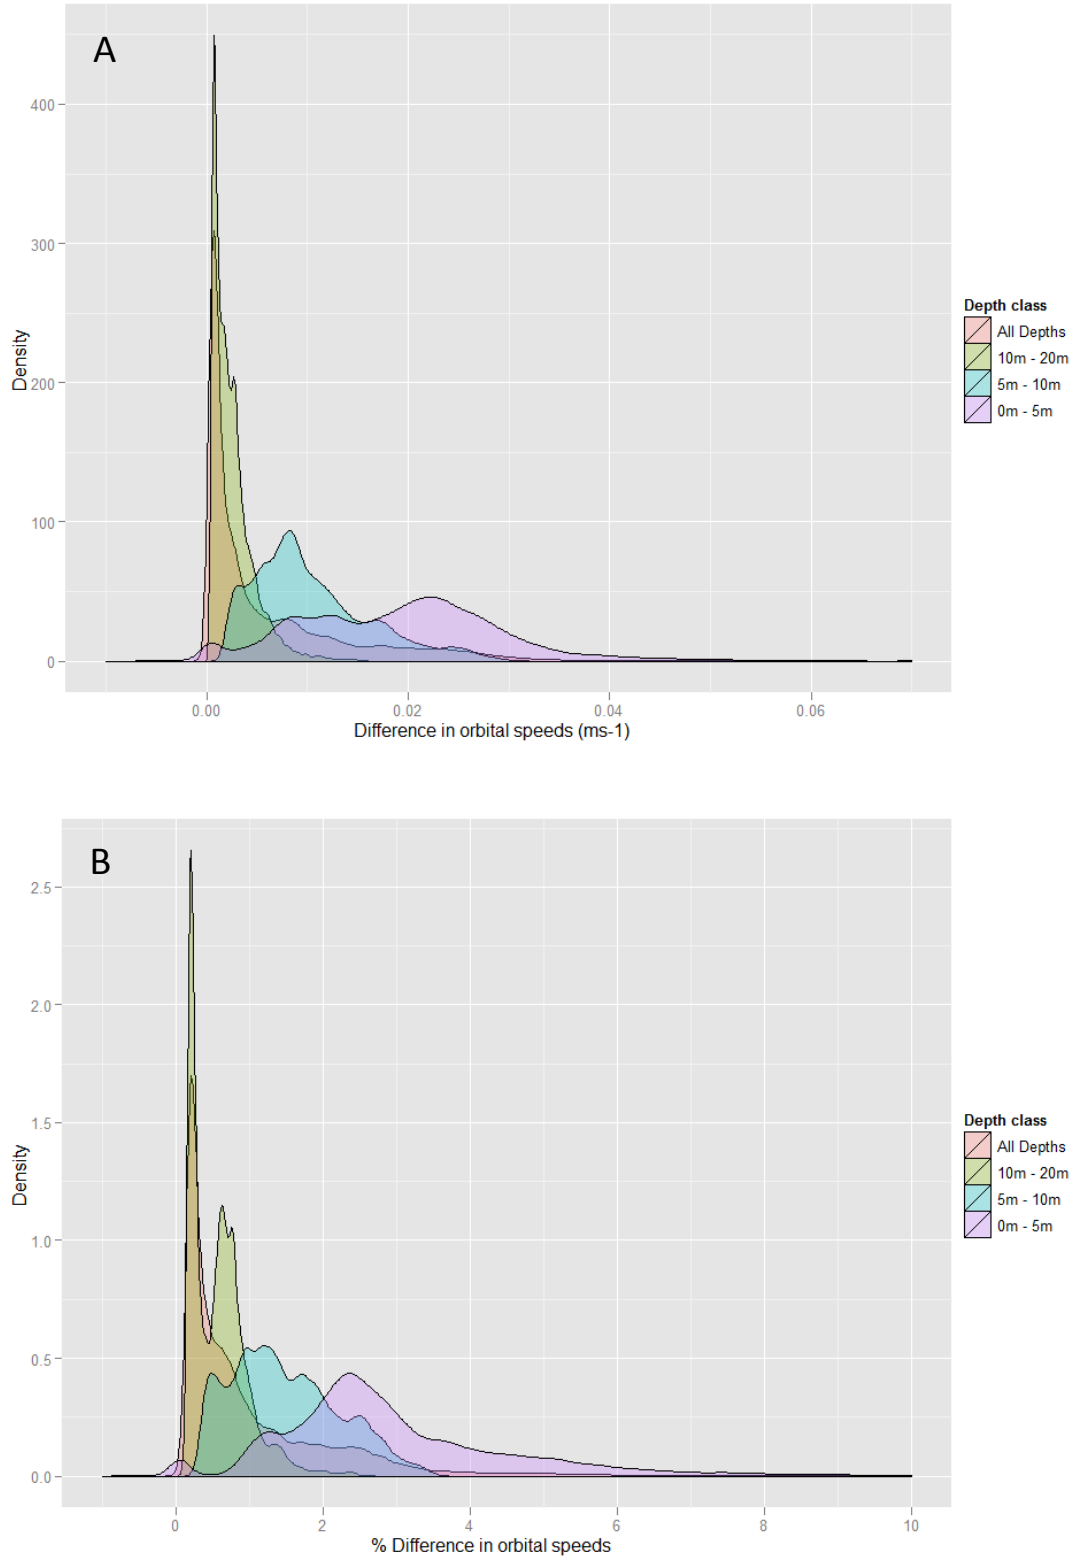 A
400
300
200
100
0
Density
0.00 0.02 0.04 0.06
Difference in orbital speeds (ms-1)
Depth class
All Depths
10m - 20m
5m - 10m
0m - 5m
B
2.5
2.0
1.5
1.0
0.5
0.0
Density
0 2 4 6 8 10
% Difference in orbital speeds
Depth class
All Depths
10m - 20m
5m - 10m
0m - 5m